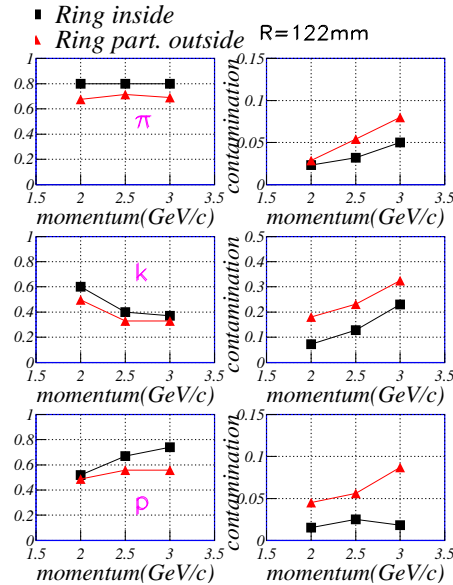 Ring inside
Ring part. outside
R=122mm
1
0.8
0.6
0.4
0.2
0
π
1.5 2 2.5 3 3.5
momentum(GeV/c)
contamination
0.15
0.1
0.05
0
1.5 2 2.5 3 3.5
momentum(GeV/c)
1
0.8
0.6
0.4
0.2
0
k
1.5 2 2.5 3 3.5
momentum(GeV/c)
contamination
0.5
0.4
0.3
0.2
0.1
0
1.5 2 2.5 3 3.5
momentum(GeV/c)
1
0.8
0.6
0.4
0.2
0
p
1.5 2 2.5 3 3.5
momentum(GeV/c)
contamination
0.15
0.1
0.05
0
1.5 2 2.5 3 3.5
momentum(GeV/c)